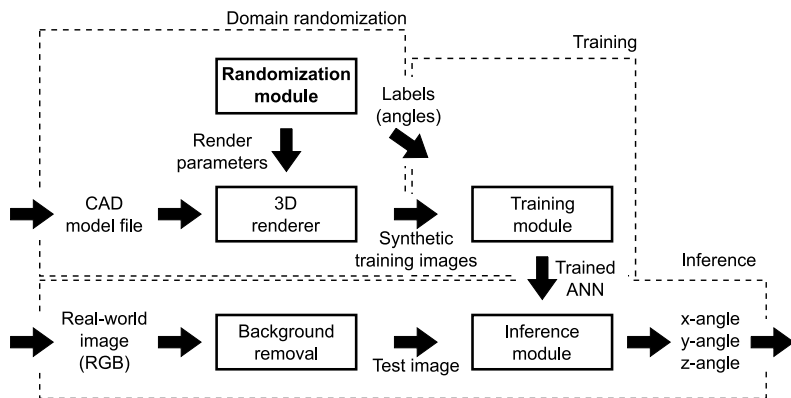 Domain randomization
Training
Randomization
module
Labels
(angles)
Render
parameters
CAD
model file
3D
renderer
Synthetic
training images
Training
module
Trained
ANN
Inference
Real-world
image
(RGB)
Background
removal
Test image
Inference
module
x-angle
y-angle
z-angle